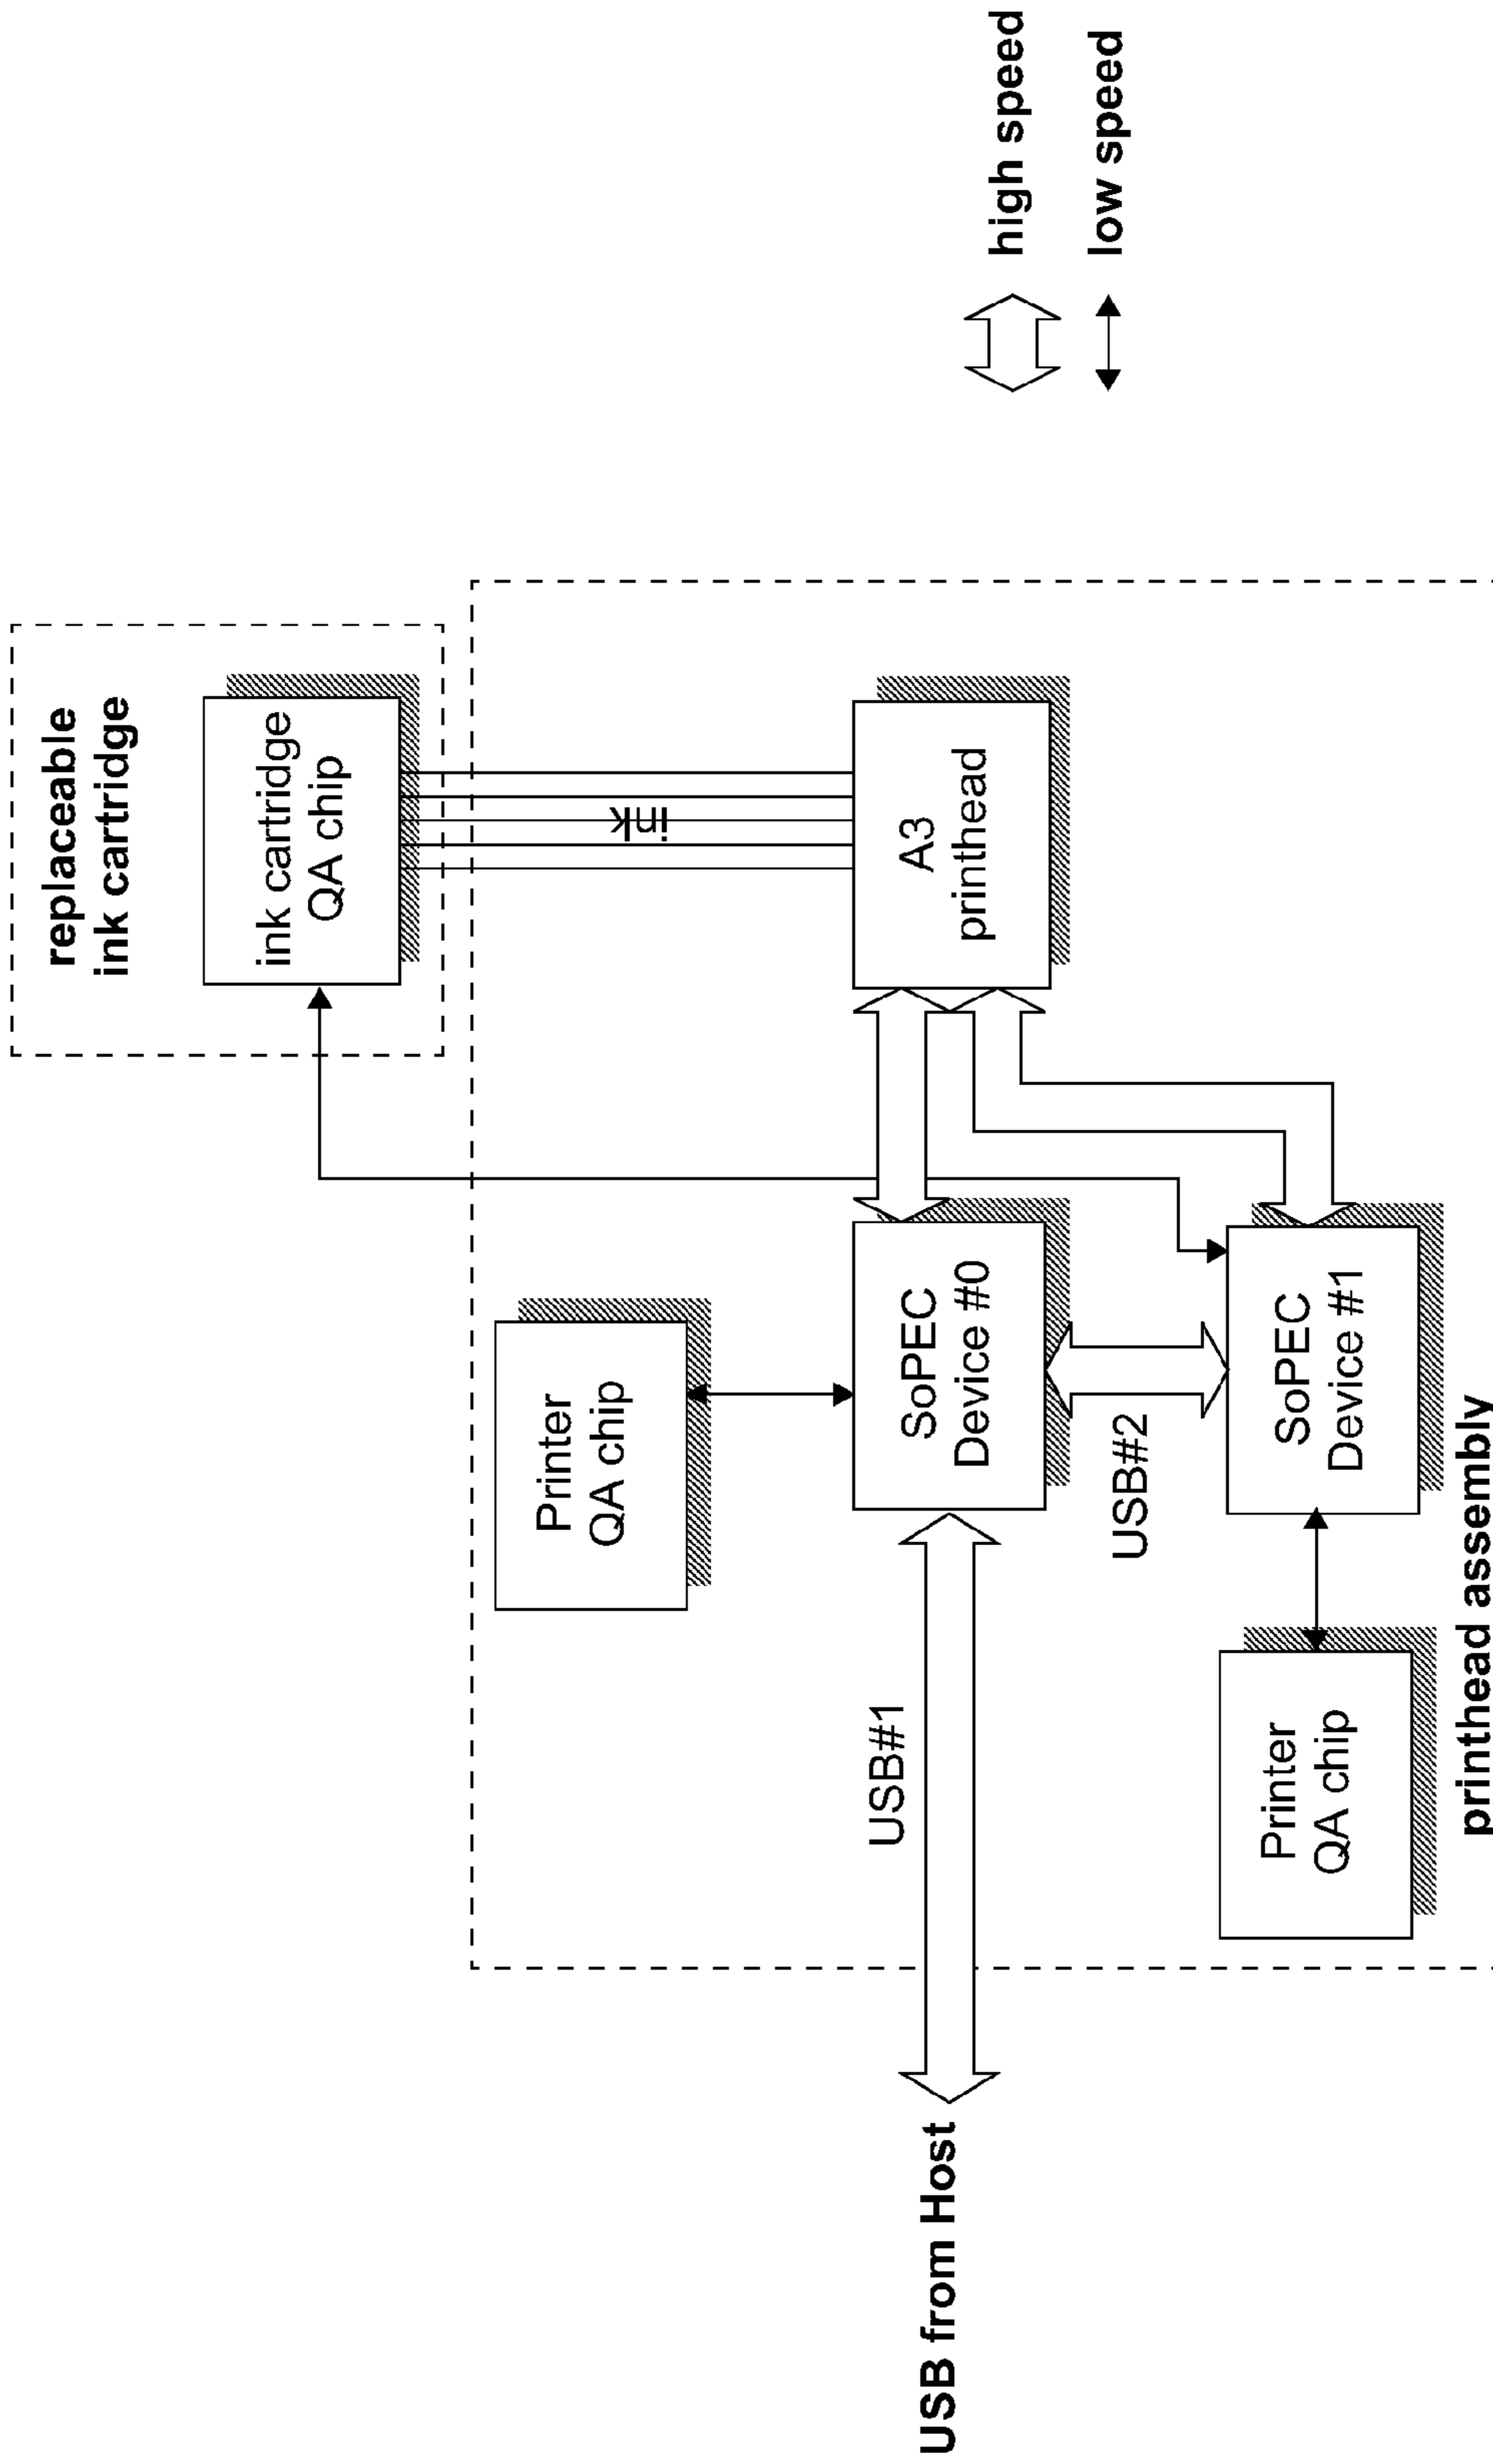 replaceable
ink cartridge
ink cartridge
QA chip
ink
Printer
QA chip
A3
printhead
SoPEC
Device #0
USB#1
USB from Host
USB#2
SoPEC
Device #1
Printer
QA chip
printhead assembly
high speed
low speed